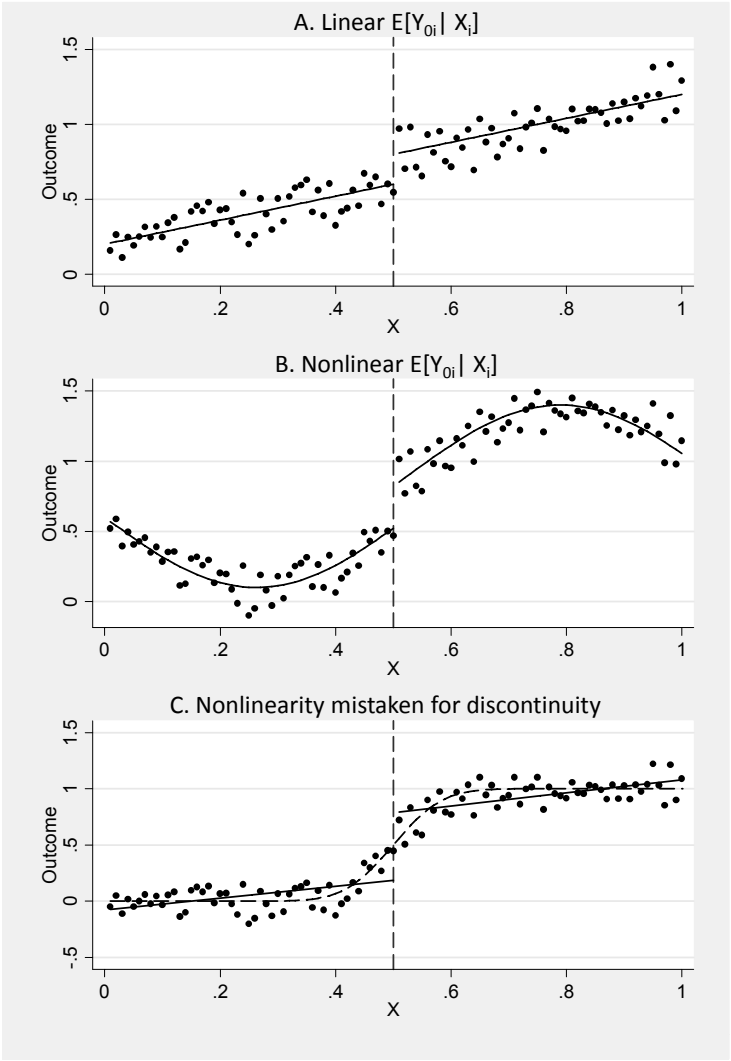 A. Linear E[Y0i| Xi]
1.5
1
.5
0
Outcome
0 .2 .4 .6 .8 1
X
B. Nonlinear E[Y0i| Xi]
1.5
1
.5
0
Outcome
0 .2 .4 .6 .8 1
X
C. Nonlinearity mistaken for discontinuity
1.5
1
.5
0
-.5
Outcome
0 .2 .4 .6 .8 1
X